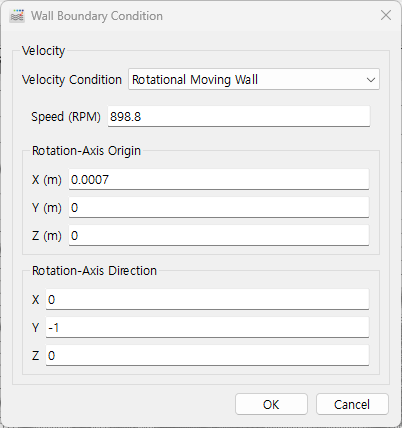 Wall Boundary Condition
Velocity
Velocity Condition Rotational Moving Wall
Speed (RPM) 898.8
Rotation-Axis Origin
X (m) 0.0007
Y (m) 0
Z (m) 0
Rotation-Axis Direction
X 0
Y -1
Z 0
OK Cancel